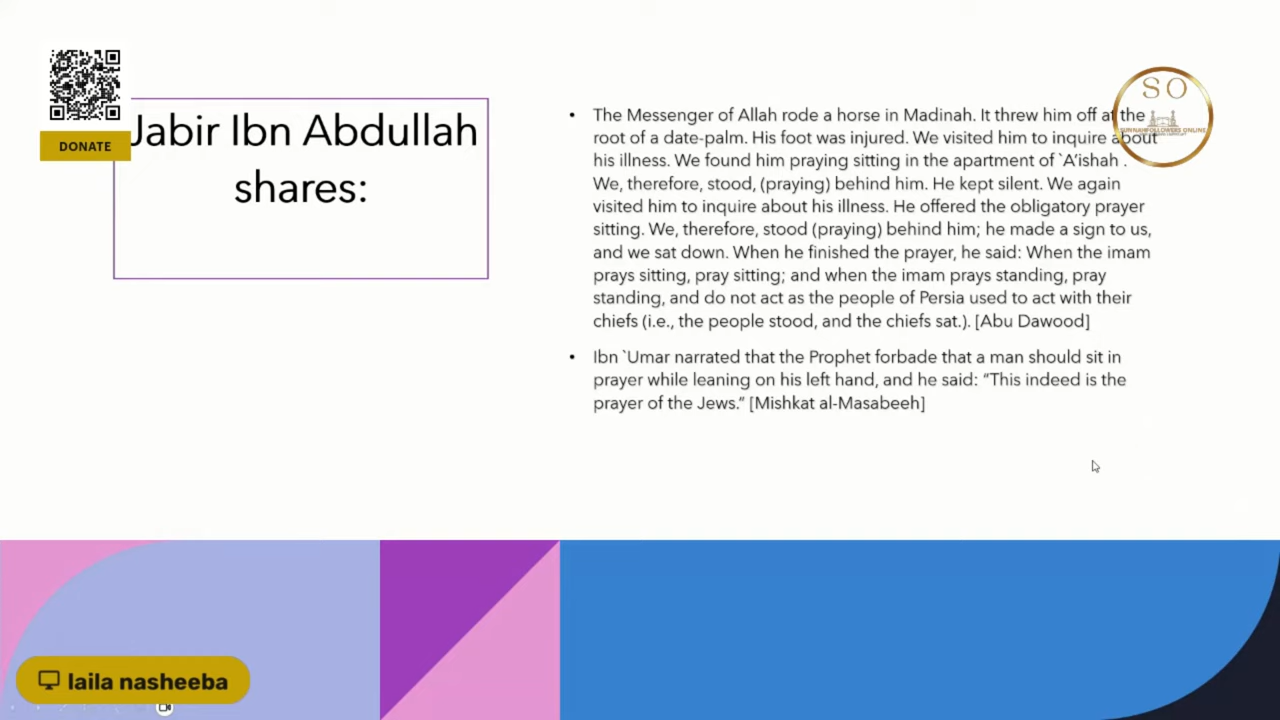 DONATE
Jabir Ibn Abdullah
shares:
SO
SUNNAHFOLLOWERS ONLINE
• The Messenger of Allah rode a horse in Madinah. It threw him off at the
root of a date-palm. His foot was injured. We visited him to inquire about
his illness. We found him praying sitting in the apartment of `A'ishah .
We, therefore, stood, (praying) behind him. He kept silent. We again
visited him to inquire about his illness. He offered the obligatory prayer
sitting. We, therefore, stood (praying) behind him; he made a sign to us,
and we sat down. When he finished the prayer, he said: When the imam
prays sitting, pray sitting; and when the imam prays standing, pray
standing, and do not act as the people of Persia used to act with their
chiefs (i.e., the people stood, and the chiefs sat.). [Abu Dawood]
• Ibn `Umar narrated that the Prophet forbade that a man should sit in
prayer while leaning on his left hand, and he said: “This indeed is the
prayer of the Jews.” [Mishkat al-Masabeeh]
laila nasheeba